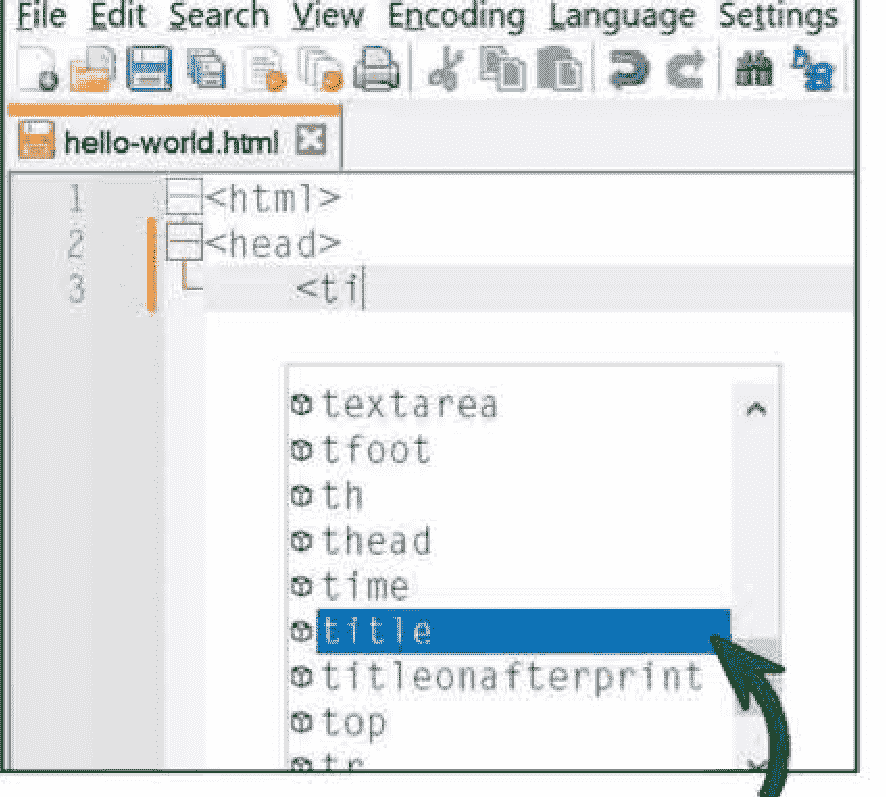 File Edit Search View Encoding Language Settings
hello-world.html
1 <html>
2 <head>
3 <ti
textarea
tfoot
th
thead
time
title
titleonafterprint
top
tr